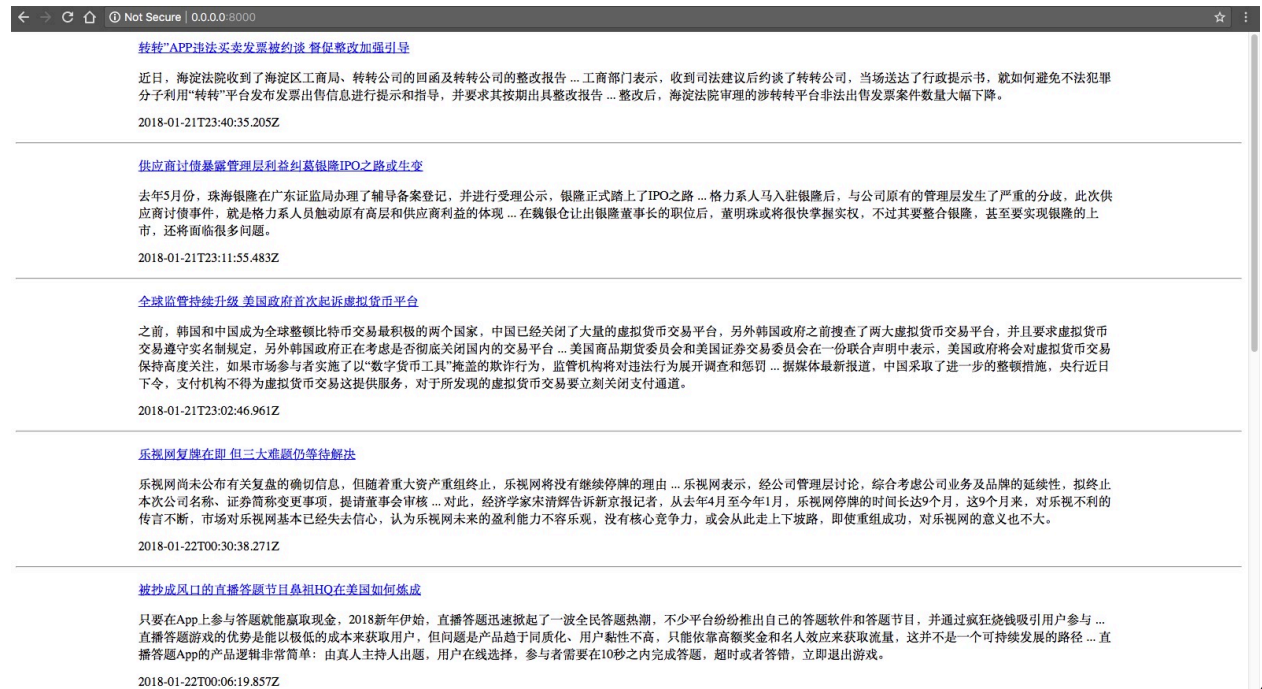 Not Secure | 0.0.0.0:8000
转转”APP违法买卖发票被约谈 督促整改加强引导
近日，海淀法院收到了海淀区工商局、转转公司的回函及转转公司的整改报告 ... 工商部门表示，收到司法建议后约谈了转转公司，当场送达了行政提示书，就如何避免不法犯罪
分子利用“转转”平台发布发票出售信息进行提示和指导，并要求其按期出具整改报告 ... 整改后，海淀法院审理的涉转转平台非法出售发票案件数量大幅下降。
2018-01-21T23:40:35.205Z
供应商讨债暴露管理层利益纠葛银隆IPO之路或生变
去年5月份，珠海银隆在广东证监局办理了辅导备案登记，并进行受理公示，银隆正式踏上了IPO之路 ... 格力系人马入驻银隆后，与公司原有的管理层发生了严重的分歧，此次供
应商讨债事件，就是格力系人员触动原有高层和供应商利益的体现 ... 在魏银仓让出银隆董事长的职位后，董明珠或将很快掌握实权，不过其要整合银隆，甚至要实现银隆的上
市，还将面临很多问题。
2018-01-21T23:11:55.483Z
全球监管持续升级 美国政府首次起诉虚拟货币平台
之前，韩国和中国成为全球整顿比特币交易最积极的两个国家，中国已经关闭了大量的虚拟货币交易平台，另外韩国政府之前搜查了两大虚拟货币交易平台，并且要求虚拟货币
交易遵守实名制规定，另外韩国政府正在考虑是否彻底关闭国内的交易平台 ... 美国商品期货委员会和美国证券交易委员会在一份联合声明中表示，美国政府将会对虚拟货币交易
保持高度关注，如果市场参与者实施了以“数字货币工具”掩盖的欺诈行为，监管机构将对违法行为展开调查和惩罚 ... 据媒体最新报道，中国采取了进一步的整顿措施，央行近日
下令，支付机构不得为虚拟货币交易这提供服务，对于所发现的虚拟货币交易要立刻关闭支付通道。
2018-01-21T23:02:46.961Z
乐视网复牌在即 但三大难题仍等待解决
乐视网尚未公布有关复盘的确切信息，但随着重大资产重组终止，乐视网将没有继续停牌的理由 ... 乐视网表示，经公司管理层讨论，综合考虑公司业务及品牌的延续性，拟终止
本次公司名称、证券简称变更事项，提请董事会审核 ... 对此，经济学家宋清辉告诉新京报记者，从去年4月至今年1月，乐视网停牌的时间长达9个月，这9个月来，对乐视不利的
传言不断，市场对乐视网基本已经失去信心，认为乐视网未来的盈利能力不容乐观，没有核心竞争力，或会从此走上下坡路，即使重组成功，对乐视网的意义也不大。
2018-01-22T00:30:38.271Z
被抄成风口的直播答题节目鼻祖HQ在美国如何炼成
只要在App上参与答题就能赢取现金，2018新年伊始，直播答题迅速掀起了一波全民答题热潮，不少平台纷纷推出自己的答题软件和答题节目，并通过疯狂烧钱吸引用户参与 ...
直播答题游戏的优势是能以极低的成本来获取用户，但问题是产品趋于同质化、用户黏性不高，只能依靠高额奖金和名人效应来获取流量，这并不是一个可持续发展的路径 ... 直
播答题App的产品逻辑非常简单：由真人主持人出题，用户在线选择，参与者需要在10秒之内完成答题，超时或者答错，立即退出游戏。
2018-01-22T00:06:19.857Z